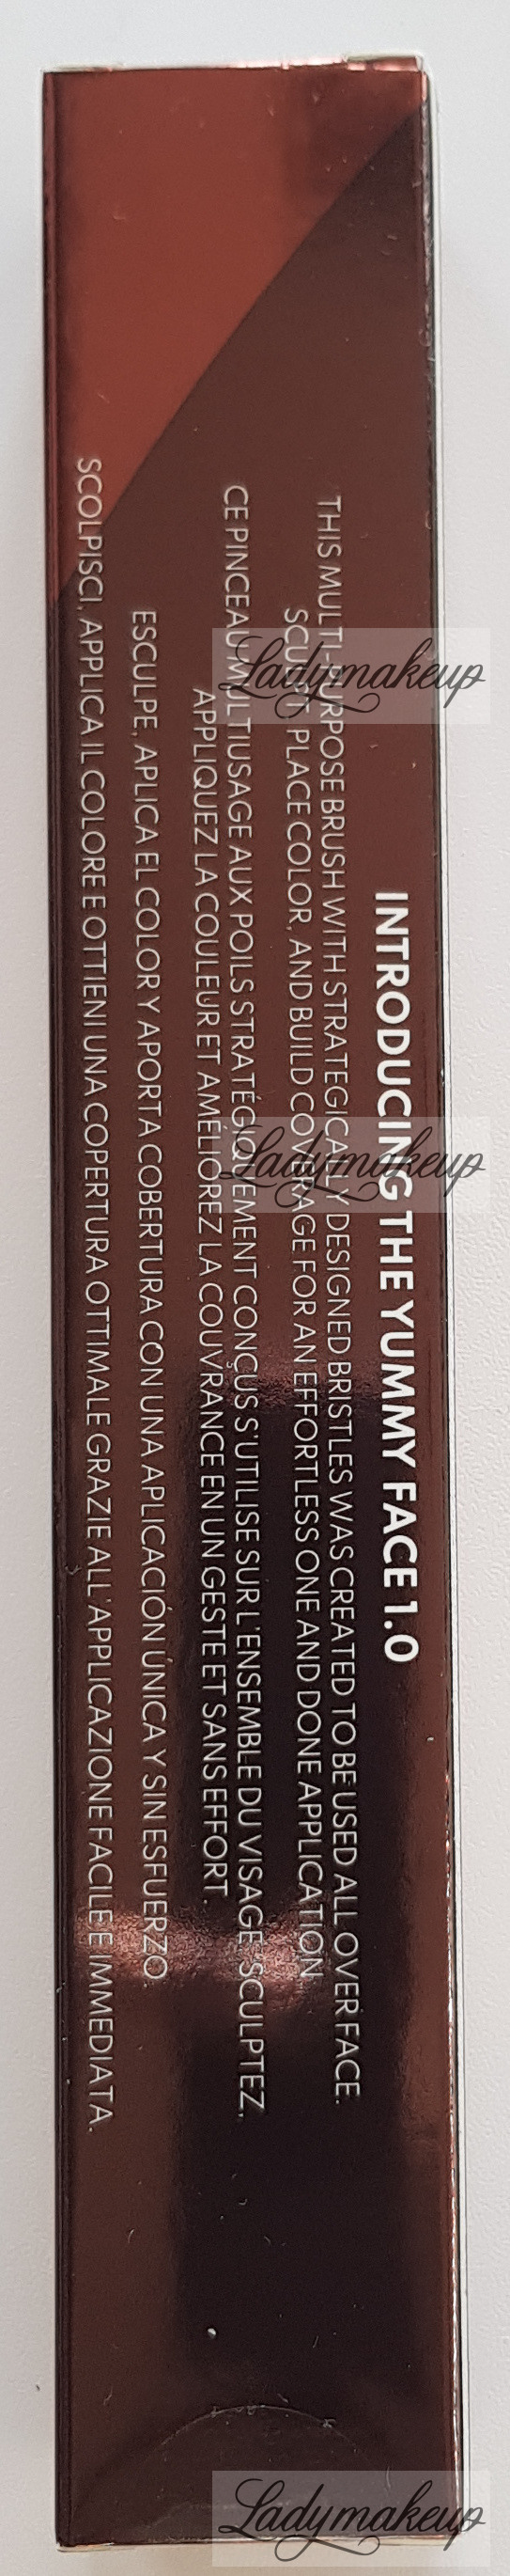 INTRODUCING THE YUMMY FACE 1.0
THIS MULTI-PURPOSE BRUSH WITH STRATEGICALLY DESIGNED BRISTLES WAS CREATED TO BE USED ALL OVER FACE.
SCULPT, PLACE COLOR, AND BUILD COVERAGE FOR AN EFFORTLESS ONE AND DONE APPLICATION.
CE PINCEAU MULTIUSAGE AUX POILS STRATÉGIQUEMENT CONÇUS S'UTILISE SUR L'ENSEMBLE DU VISAGE. SCULPTEZ,
APPLIQUEZ LA COULEUR ET AMÉLIOREZ LA COUVRANCE EN UN GESTE ET SANS EFFORT.
ESCULPE, APLICA EL COLOR Y APORTA COBERTURA CON UNA APLICACIÓN ÚNICA Y SIN ESFUERZO.
SCOLPISCI, APPLICA IL COLORE E OTTIENI UNA COPERTURA OTTIMALE GRAZIE ALL'APPLICAZIONE FACILE E IMMEDIATA.
Ladymakeup
Ladymakeup
Ladymakeup